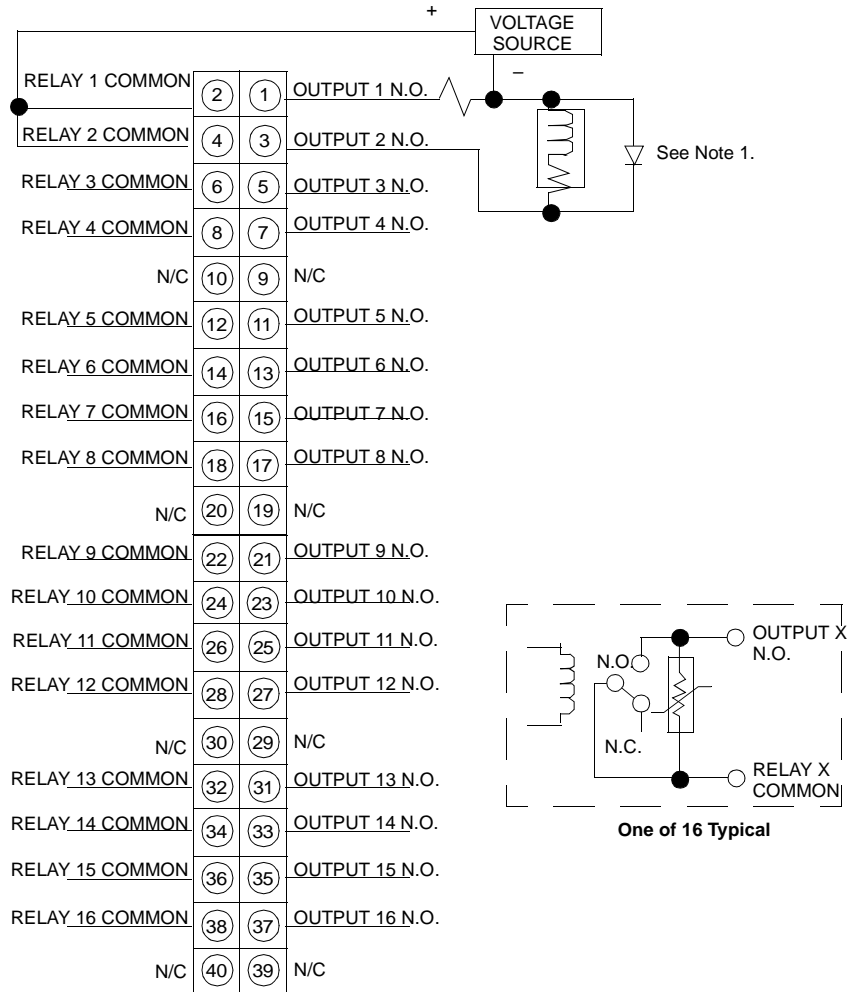 +
VOLTAGE
SOURCE
–
RELAY 1 COMMON 2 1 OUTPUT 1 N.O.
RELAY 2 COMMON 4 3 OUTPUT 2 N.O.
See Note 1.
RELAY 3 COMMON 6 5 OUTPUT 3 N.O.
RELAY 4 COMMON 8 7 OUTPUT 4 N.O.
N/C 10 9 N/C
RELAY 5 COMMON 12 11 OUTPUT 5 N.O.
RELAY 6 COMMON 14 13 OUTPUT 6 N.O.
RELAY 7 COMMON 16 15 OUTPUT 7 N.O.
RELAY 8 COMMON 18 17 OUTPUT 8 N.O.
N/C 20 19 N/C
RELAY 9 COMMON 22 21 OUTPUT 9 N.O.
RELAY 10 COMMON 24 23 OUTPUT 10 N.O.
RELAY 11 COMMON 26 25 OUTPUT 11 N.O.
RELAY 12 COMMON 28 27 OUTPUT 12 N.O.
N/C 30 29 N/C
RELAY 13 COMMON 32 31 OUTPUT 13 N.O.
RELAY 14 COMMON 34 33 OUTPUT 14 N.O.
RELAY 15 COMMON 36 35 OUTPUT 15 N.O.
RELAY 16 COMMON 38 37 OUTPUT 16 N.O.
N/C 40 39 N/C
OUTPUT X
N.O.
N.O.
N.C.
RELAY X
COMMON
One of 16 Typical